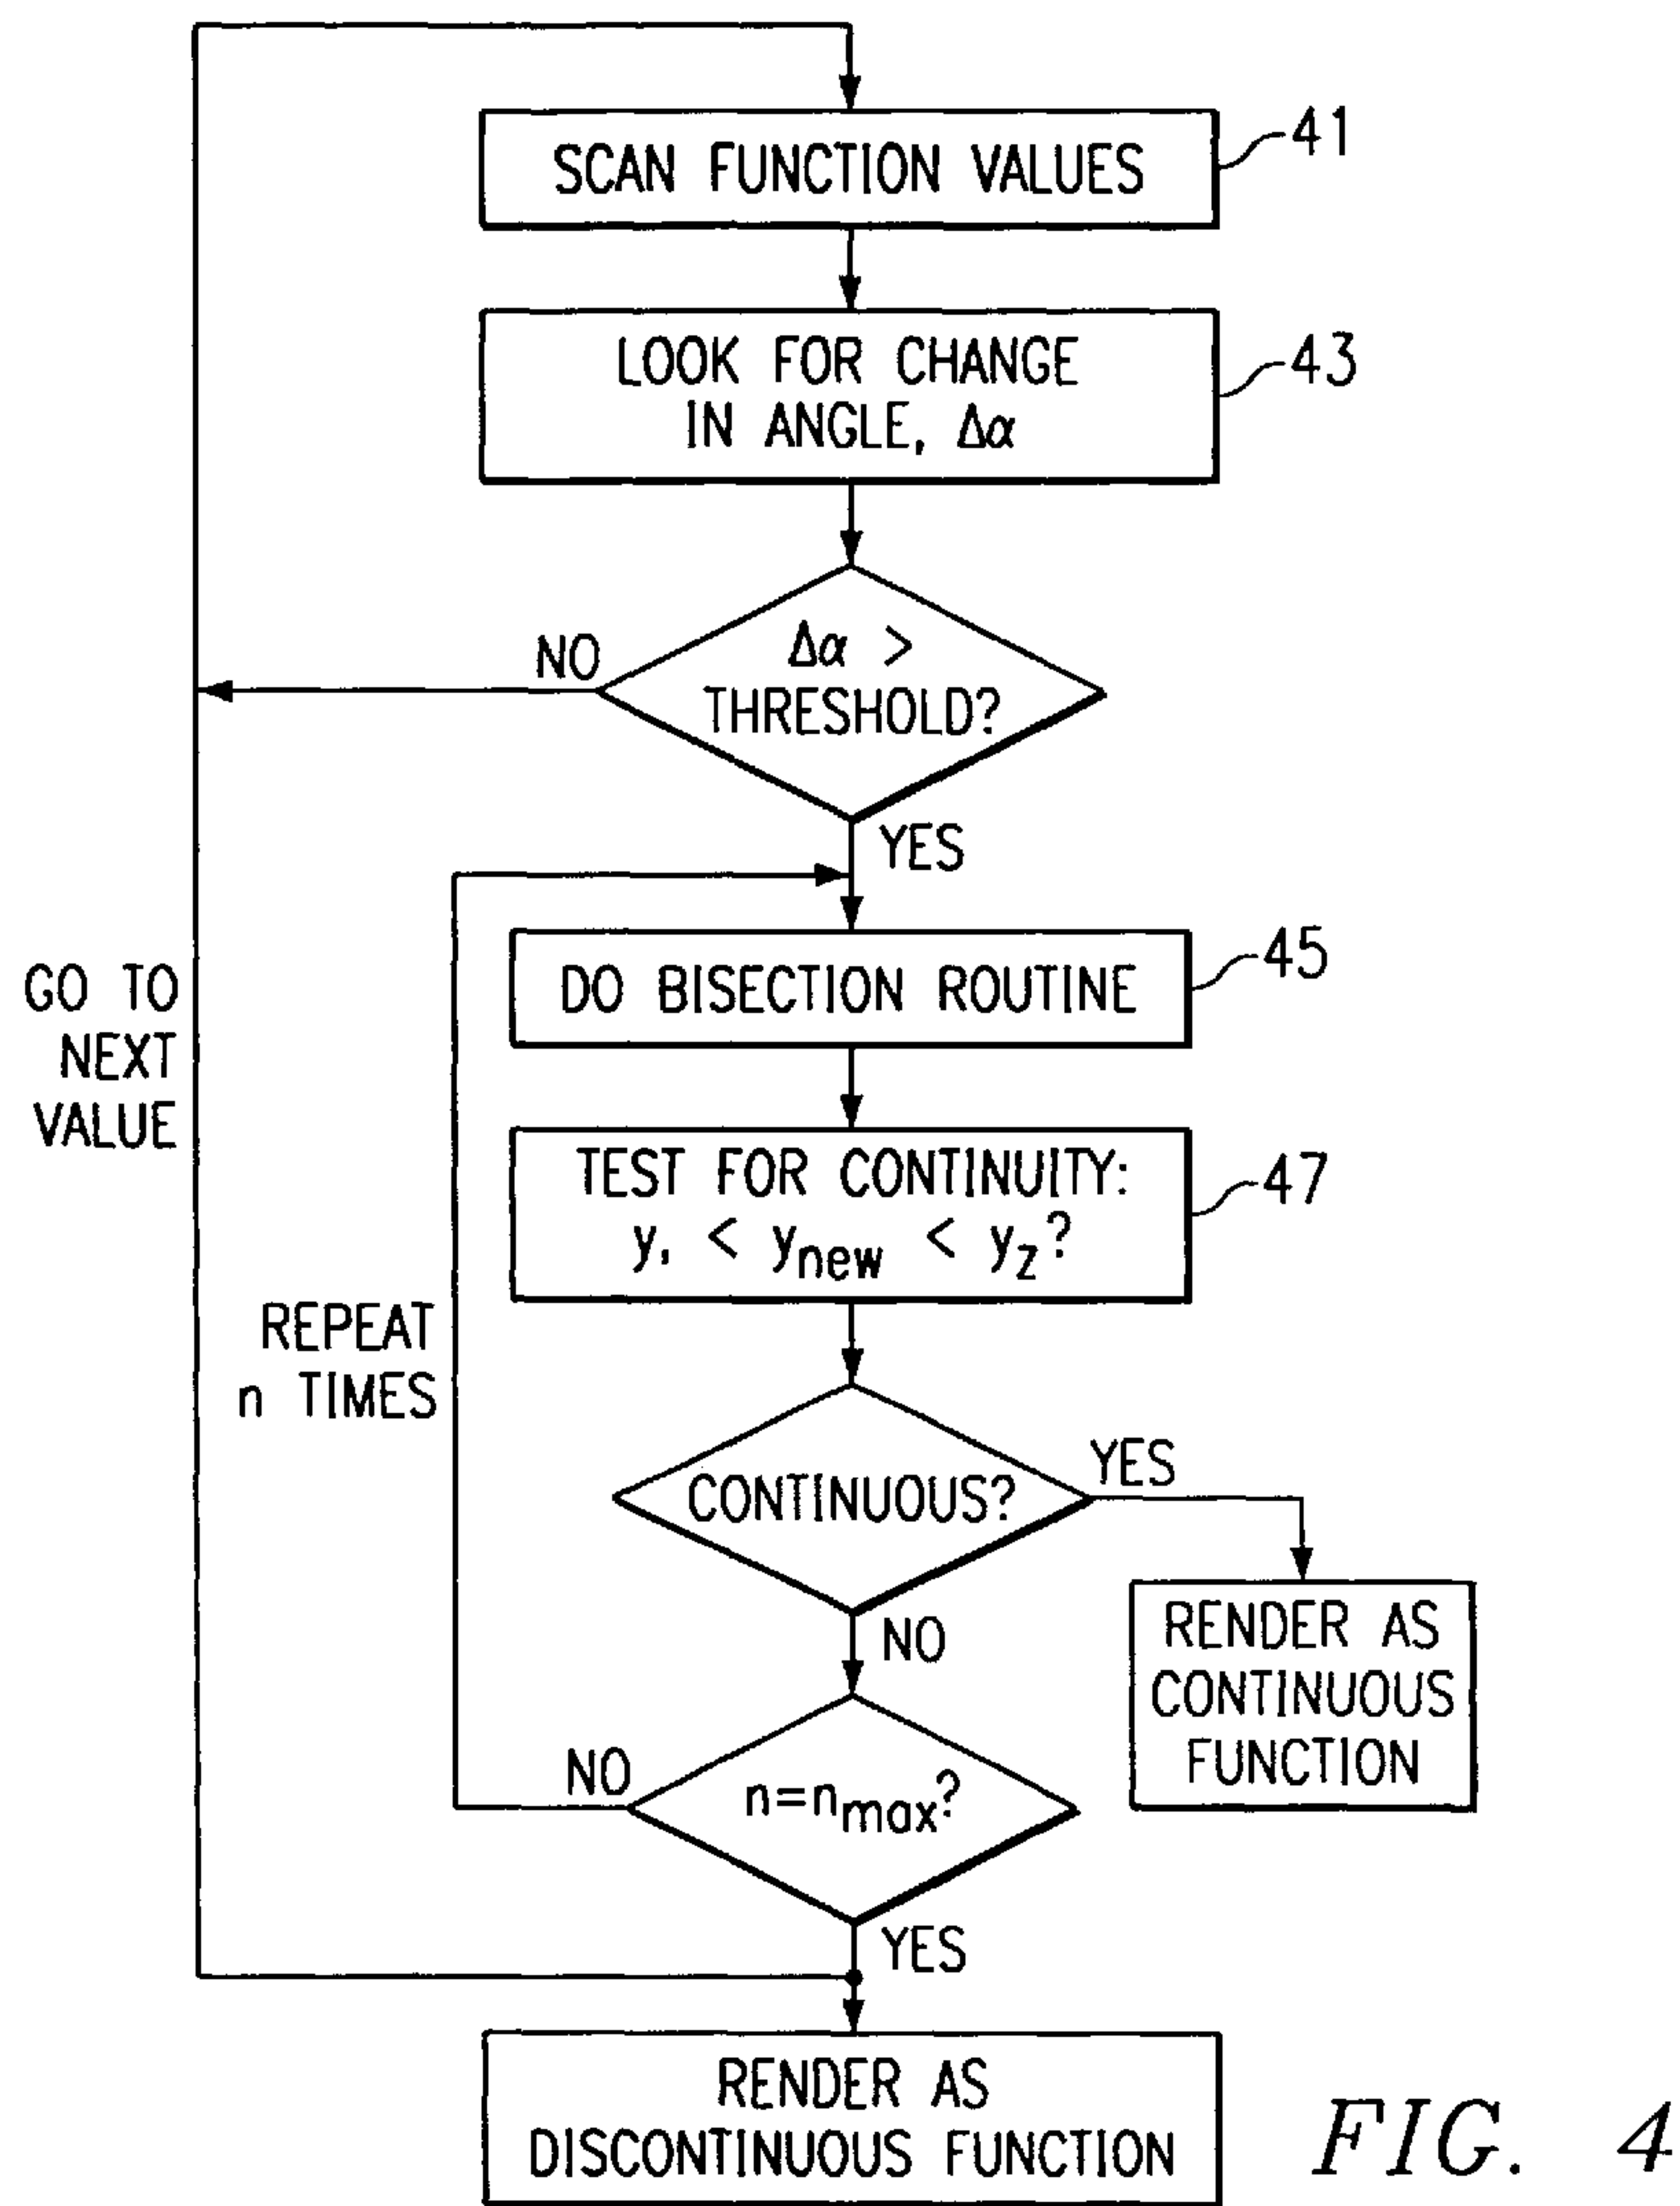 SCAN FUNCTION VALUES
41
LOOK FOR CHANGE
IN ANGLE, Δα
43
Δα >
THRESHOLD?
NO
YES
DO BISECTION ROUTINE
45
GO TO
NEXT
VALUE
TEST FOR CONTINUITY:
y, < ynew < yz?
47
REPEAT
n TIMES
CONTINUOUS?
YES
NO
RENDER AS
CONTINUOUS
FUNCTION
n=nmax?
NO
YES
RENDER AS
DISCONTINUOUS FUNCTION
FIG. 4